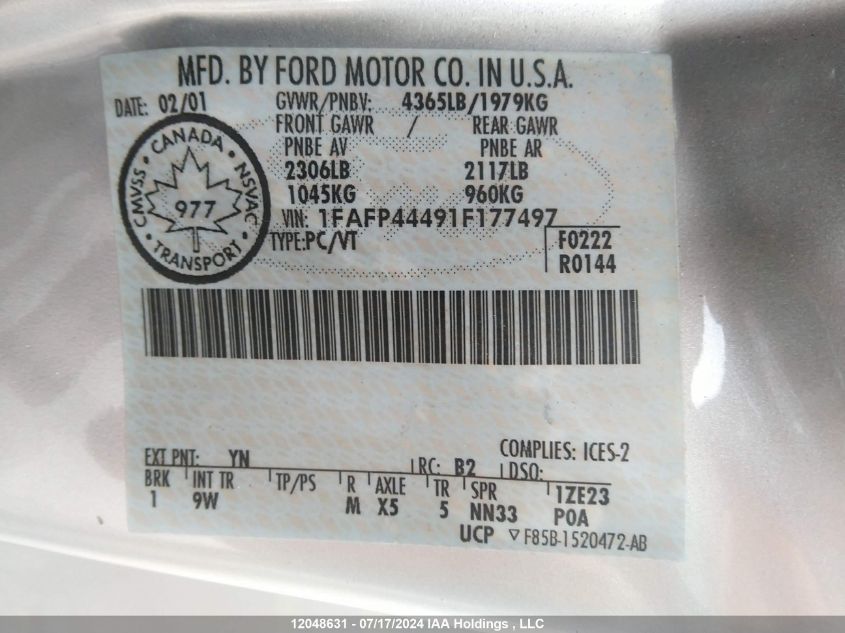 MFD. BY FORD MOTOR CO. IN U.S.A.
DATE: 02/01 GVWR/PNBV: 4365LB/1979KG
FRONT GAWR / REAR GAWR
PNBE AV PNBE AR
2306LB 2117LB
1045KG 960KG
VIN: 1FAFP44491F177497
TYPE:PC/VT F0222
R0144
CMVSS • CANADA • NSVAC • TRANSPORT •
977
COMPLIES: ICES-2
EXT PNT: YN RC: B2 DSO:
BRK INT TR TP/PS R AXLE TR SPR 1ZE23
1 9W M X5 5 NN33 P0A
UCP ▽ F85B-1520472-AB
12048631 - 07/17/2024 IAA Holdings , LLC